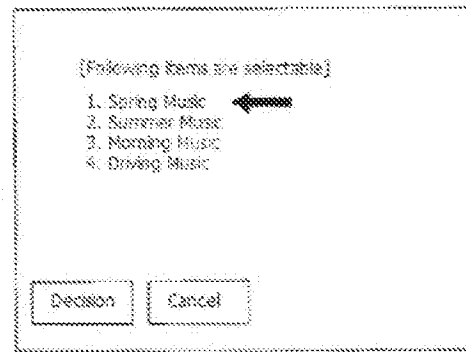 [Following items are selectable]
1. Spring Music
2. Summer Music
3. Morning Music
4. Driving Music
Decision
Cancel